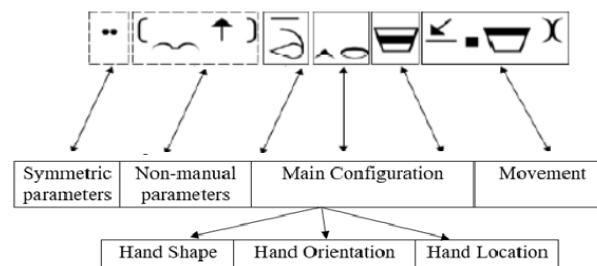 Symmetric parameters
Non-manual parameters
Main Configuration
Movement
Hand Shape
Hand Orientation
Hand Location